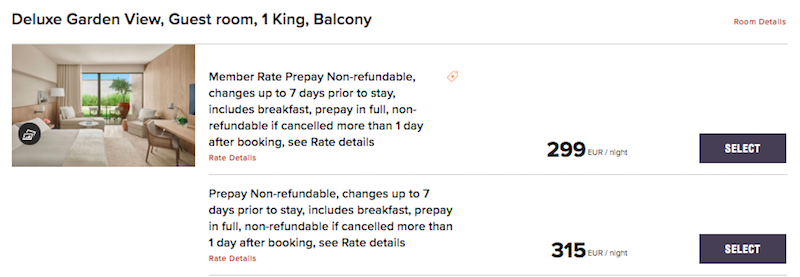 Deluxe Garden View, Guest room, 1 King, Balcony
Room Details
Member Rate Prepay Non-refundable,
changes up to 7 days prior to stay,
includes breakfast, prepay in full, non-
refundable if cancelled more than 1 day
after booking, see Rate details
Rate Details
299 EUR / night
SELECT
Prepay Non-refundable, changes up to 7
days prior to stay, includes breakfast, prepay
in full, non-refundable if cancelled more than
1 day after booking, see Rate details
Rate Details
315 EUR / night
SELECT